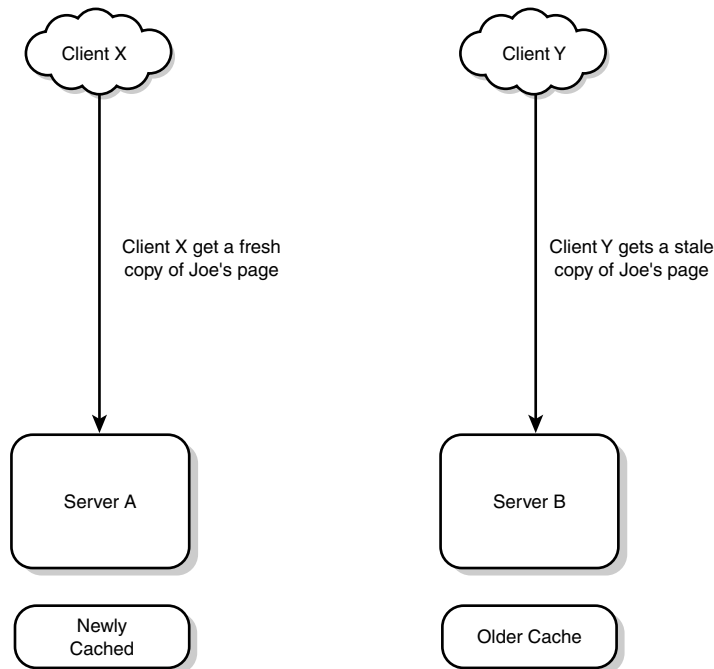 Client X
Client Y
Client X get a fresh
copy of Joe's page
Client Y gets a stale
copy of Joe's page
Server A
Server B
Newly
Cached
Older Cache